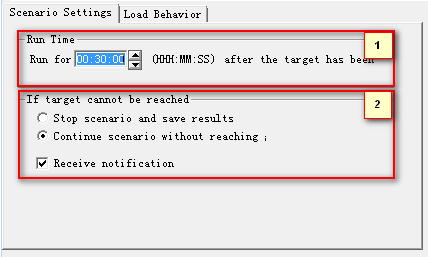 Scenario Settings Load Behavior
Run Time
1
Run for 00:30:00 (HHH:MM:SS) after the target has been
If target cannot be reached
2
Stop scenario and save results
Continue scenario without reaching
Receive notification